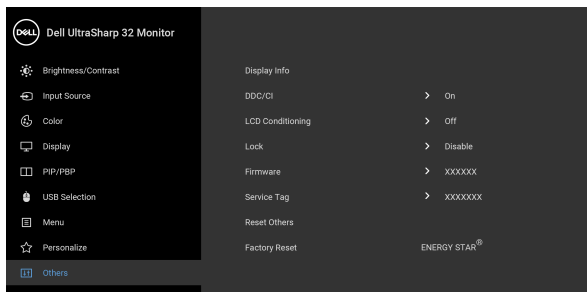 DELL Dell UltraSharp 32 Monitor
Brightness/Contrast
Input Source
Color
Display
PIP/PBP
USB Selection
Menu
Personalize
Others
Display Info
DDC/CI > On
LCD Conditioning > Off
Lock > Disable
Firmware > XXXXXX
Service Tag > XXXXXXX
Reset Others
Factory Reset ENERGY STAR®